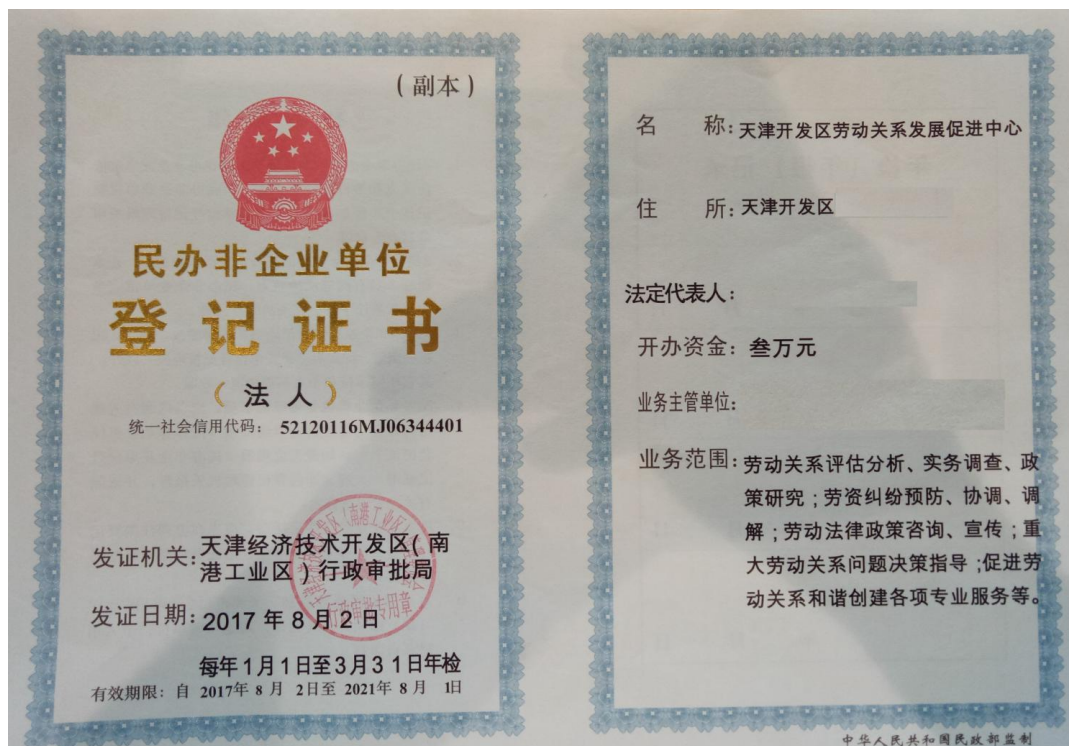 (副本)
民办非企业单位
登记证书
(法人)
统一社会信用代码: 52120116MJ06344401
发证机关:天津经济技术开发区(南
港工业区)行政审批局
发证日期:2017年8月2日
每年1月1日至3月31日年检
有效期限:自 2017年 8 月 2日至 2021年 8 月 1日
行政审批专用章
名 称:天津开发区劳动关系发展促进中心
住 所:天津开发区
法定代表人:
开办资金:叁万元
业务主管单位:
业务范围:劳动关系评估分析、实务调查、政
策研究;劳资纠纷预防、协调、调
解;劳动法律政策咨询、宣传;重
大劳动关系问题决策指导;促进劳
动关系和谐创建各项专业服务等。
中华人民共和国民政部监制